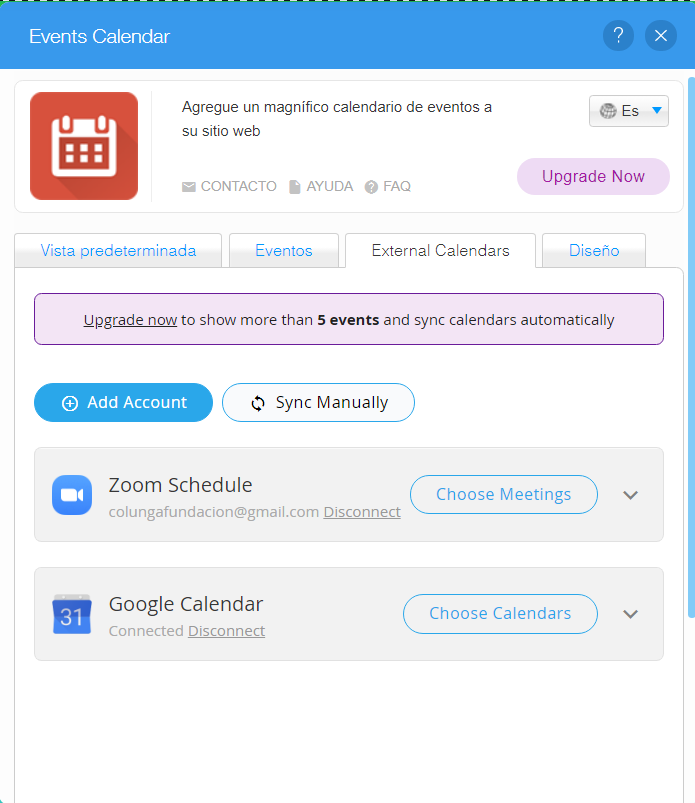 Events Calendar
?
Agregue un magnífico calendario de eventos a
su sitio web
Es
CONTACTO AYUDA ? FAQ
Upgrade Now
Vista predeterminada Eventos External Calendars Diseño
Upgrade now to show more than 5 events and sync calendars automatically
Add Account Sync Manually
Zoom Schedule
colungafundacion@gmail.com Disconnect
Choose Meetings
31
Google Calendar
Connected Disconnect
Choose Calendars